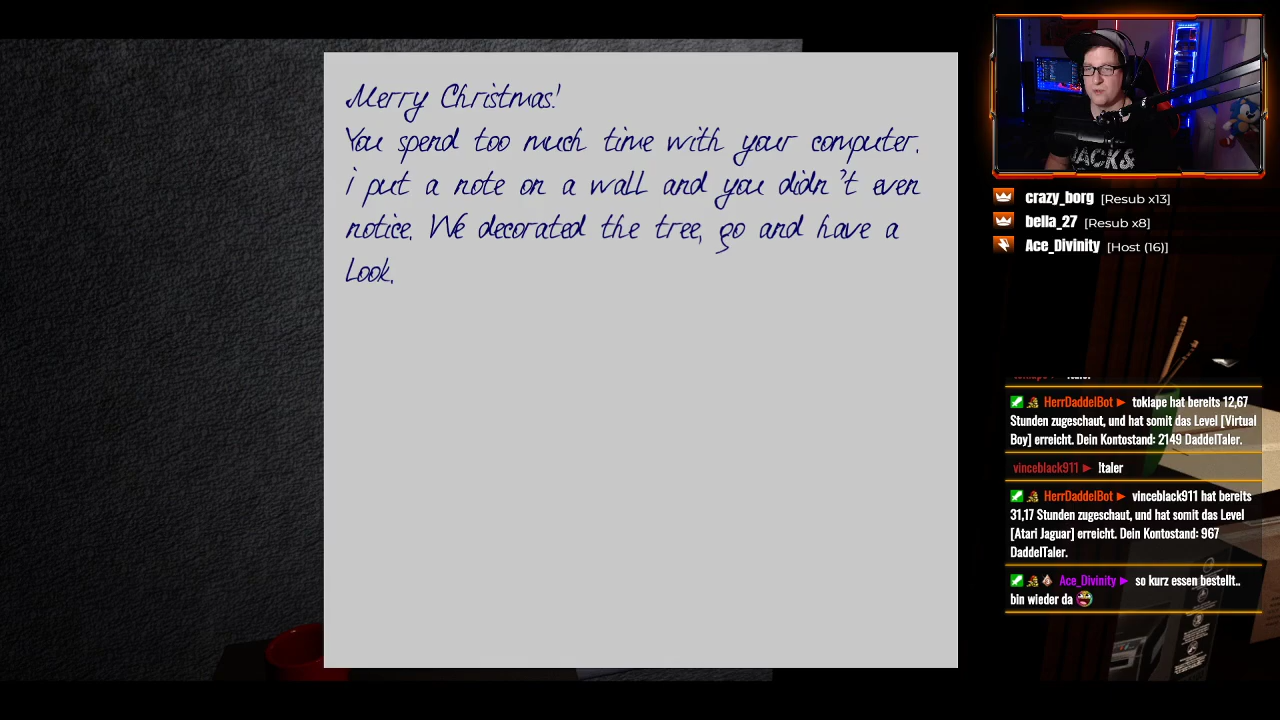 Merry Christmas!
You spend too much time with your computer.
i put a note on a wall and you didn't even
notice. We decorated the tree, go and have a
Look.
JACK&
crazy_borg [Resub x13]
bella_27 [Resub x8]
Ace_Divinity [Host (16)]
HerrDaddelBot ► toklape hat bereits 12,67
Stunden zugeschaut, und hat somit das Level [Virtual
Boy] erreicht. Dein Kontostand: 2149 DaddelTaler.
vinceblack911 ► !taler
HerrDaddelBot ► vinceblack911 hat bereits
31,17 Stunden zugeschaut, und hat somit das Level
[Atari Jaguar] erreicht. Dein Kontostand: 967
DaddelTaler.
Ace_Divinity ► so kurz essen bestellt..
bin wieder da